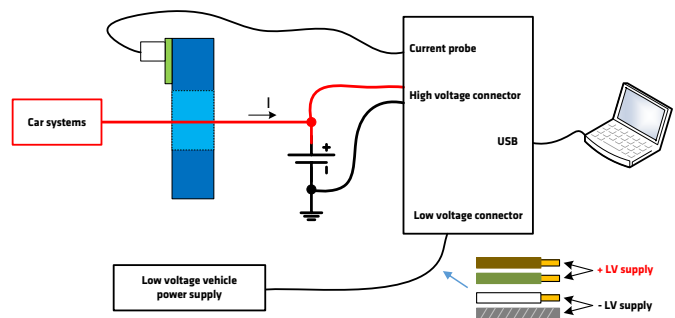 Current probe
I
High voltage connector
Car systems
+
-
USB
Low voltage connector
Low voltage vehicle
power supply
+ LV supply
- LV supply